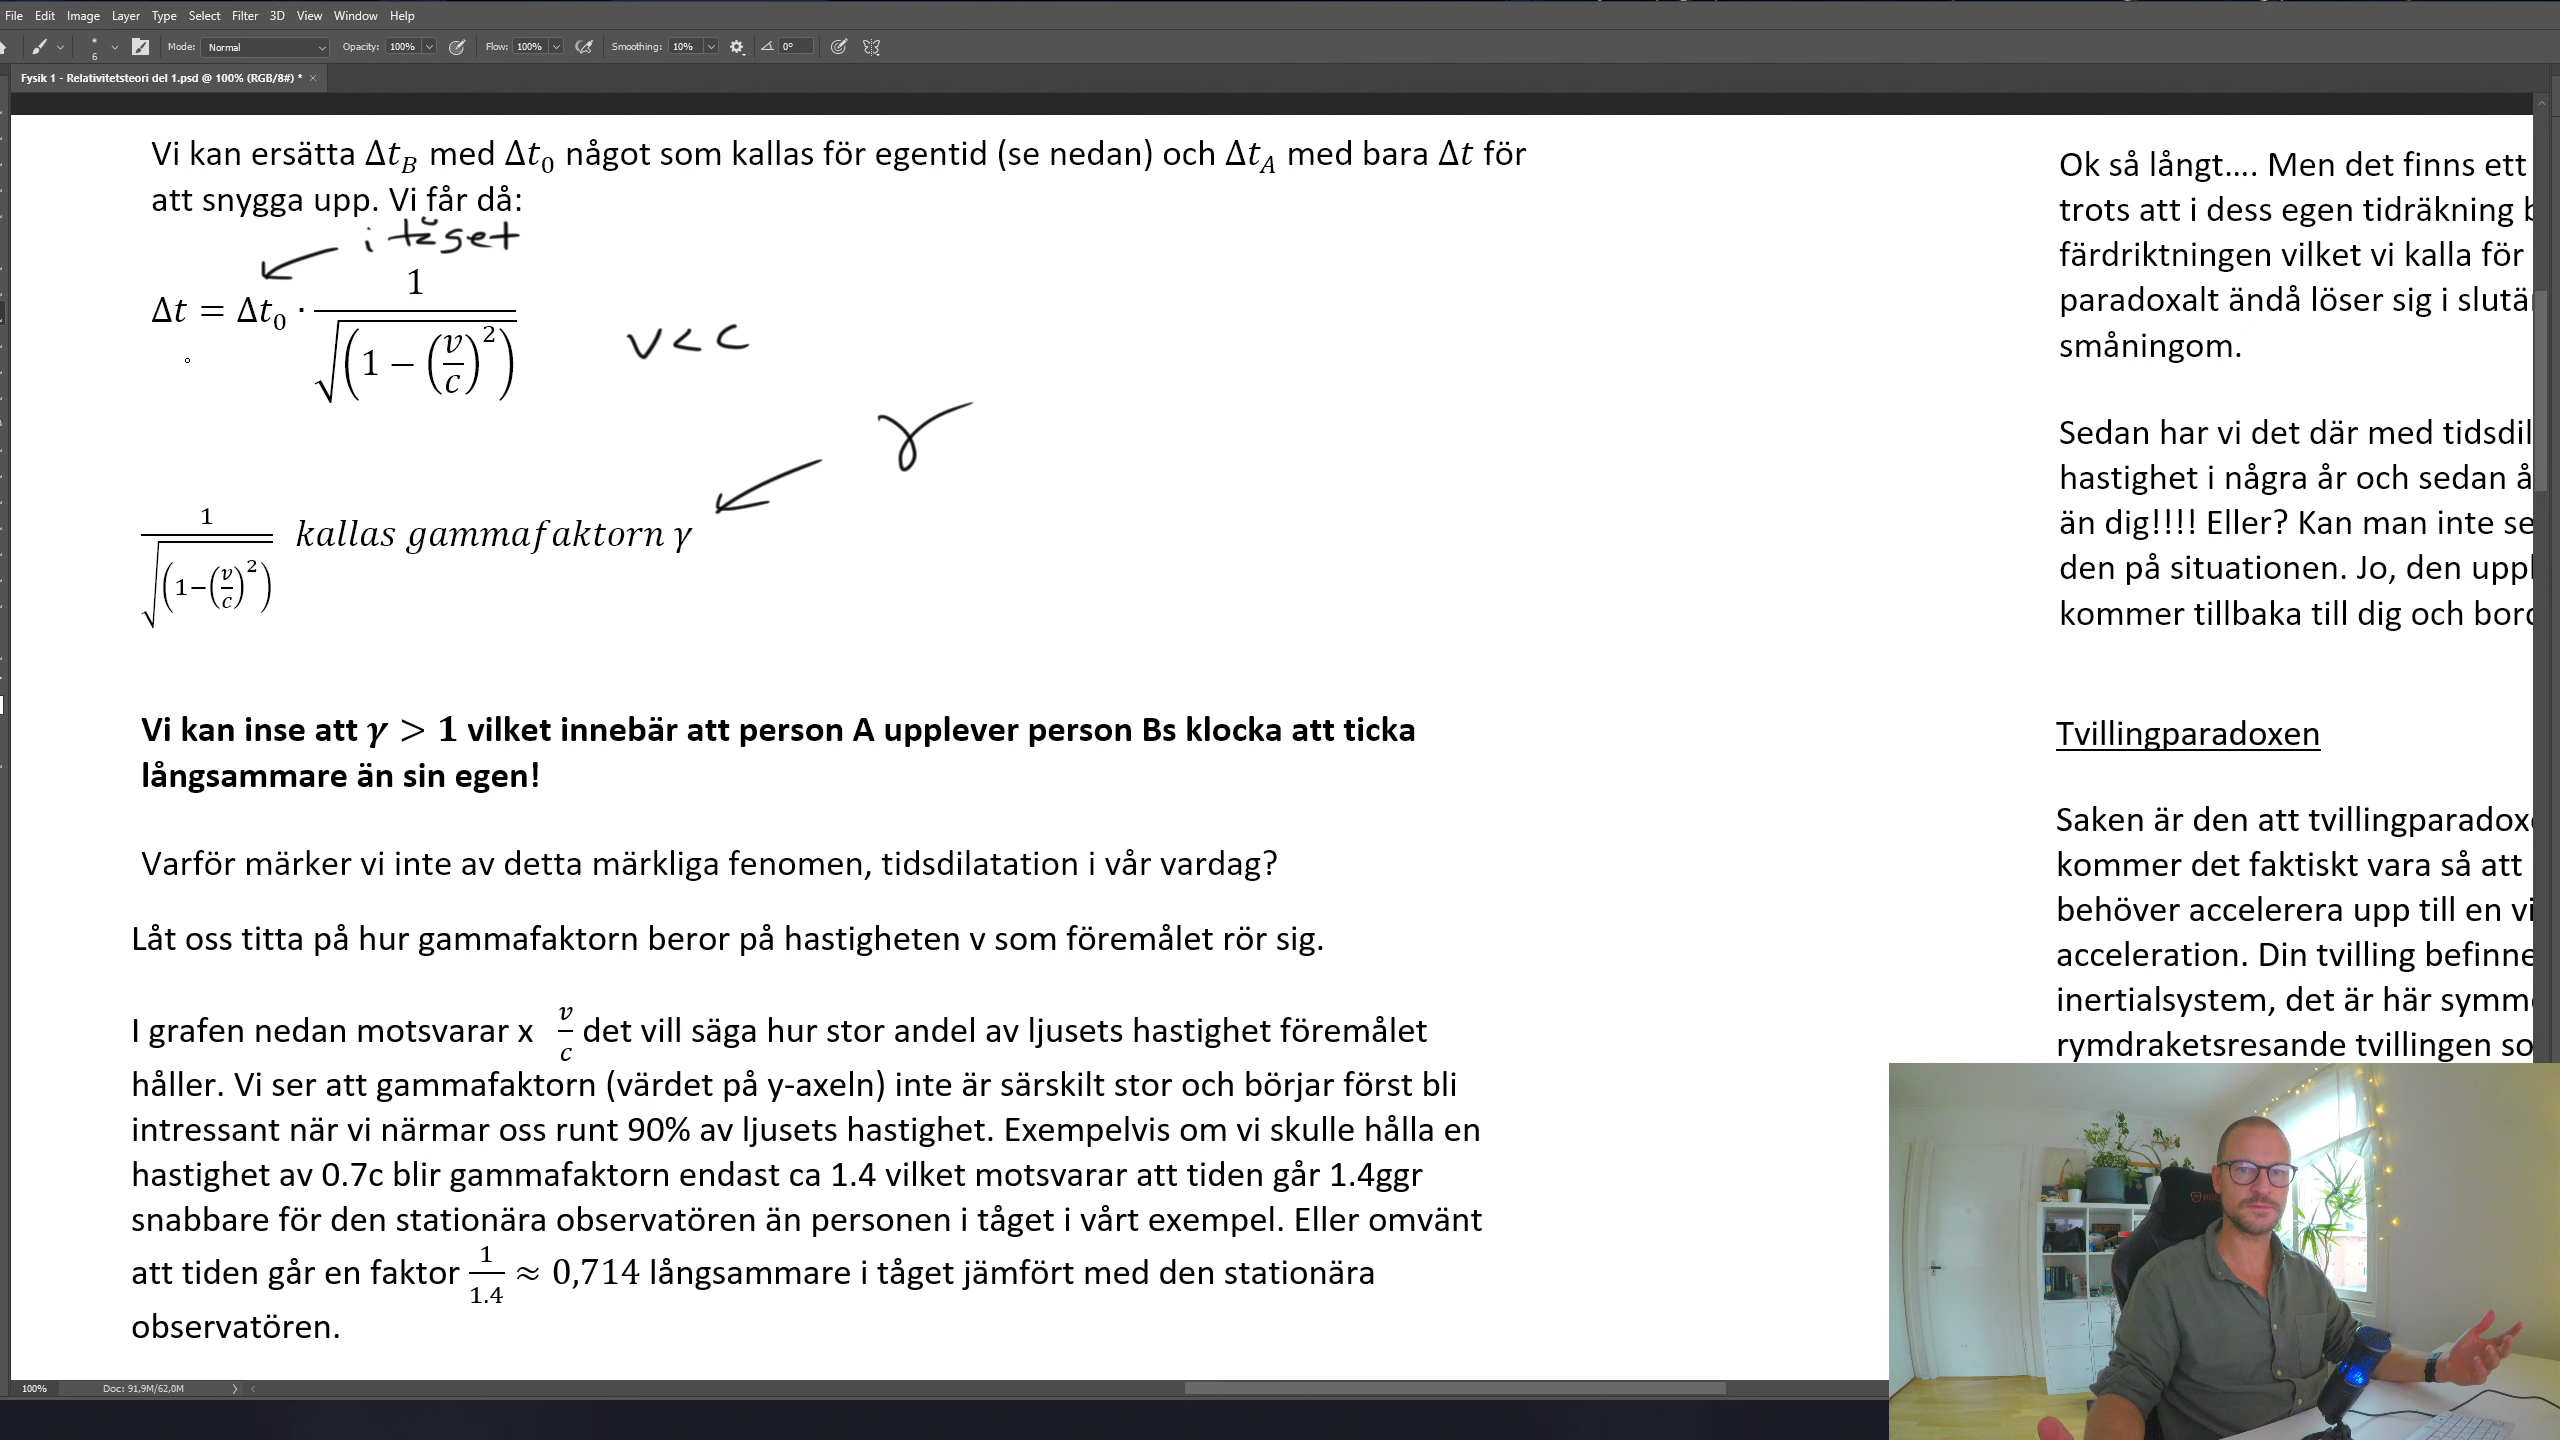 File Edit Image Layer Type Select Filter 3D View Window Help
6 Mode: Normal Opacity: 100% Flow: 100% Smoothing: 10% 0°
Fysik 1 - Relativitetsteori del 1.psd @ 100% (RGB/8#) * ×
Vi kan ersätta Δt_B med Δt_0 något som kallas för egentid (se nedan) och Δt_A med bara Δt för
att snygga upp. Vi får då:
i tåget
Δt = Δt_0 · 1/√((1 − (v/c)^2))
v < c
γ
1/√((1−(v/c)^2)) kallas gammafaktorn γ
Vi kan inse att γ > 1 vilket innebär att person A upplever person Bs klocka att ticka
långsammare än sin egen!
Varför märker vi inte av detta märkliga fenomen, tidsdilatation i vår vardag?
Låt oss titta på hur gammafaktorn beror på hastigheten v som föremålet rör sig.
I grafen nedan motsvarar x v/c det vill säga hur stor andel av ljusets hastighet föremålet
håller. Vi ser att gammafaktorn (värdet på y-axeln) inte är särskilt stor och börjar först bli
intressant när vi närmar oss runt 90% av ljusets hastighet. Exempelvis om vi skulle hålla en
hastighet av 0.7c blir gammafaktorn endast ca 1.4 vilket motsvarar att tiden går 1.4ggr
snabbare för den stationära observatören än personen i tåget i vårt exempel. Eller omvänt
att tiden går en faktor 1/1.4 ≈ 0,714 långsammare i tåget jämfört med den stationära
observatören.
Ok så långt.... Men det finns ett
trots att i dess egen tidräkning
färdriktningen vilket vi kalla för
paradoxalt ändå löser sig i
småningom.
Sedan har vi det där med
hastighet i några år och sedan
än dig!!!! Eller? Kan man inte se
den på situationen. Jo, den
kommer tillbaka till dig och
Tvillingparadoxen
Saken är den att
kommer det faktiskt vara så att
behöver accelerera upp till en
acceleration. Din tvilling
inertialsystem, det är här
rymdraketsresande tvillingen
100% Doc: 91,9M/62,0M